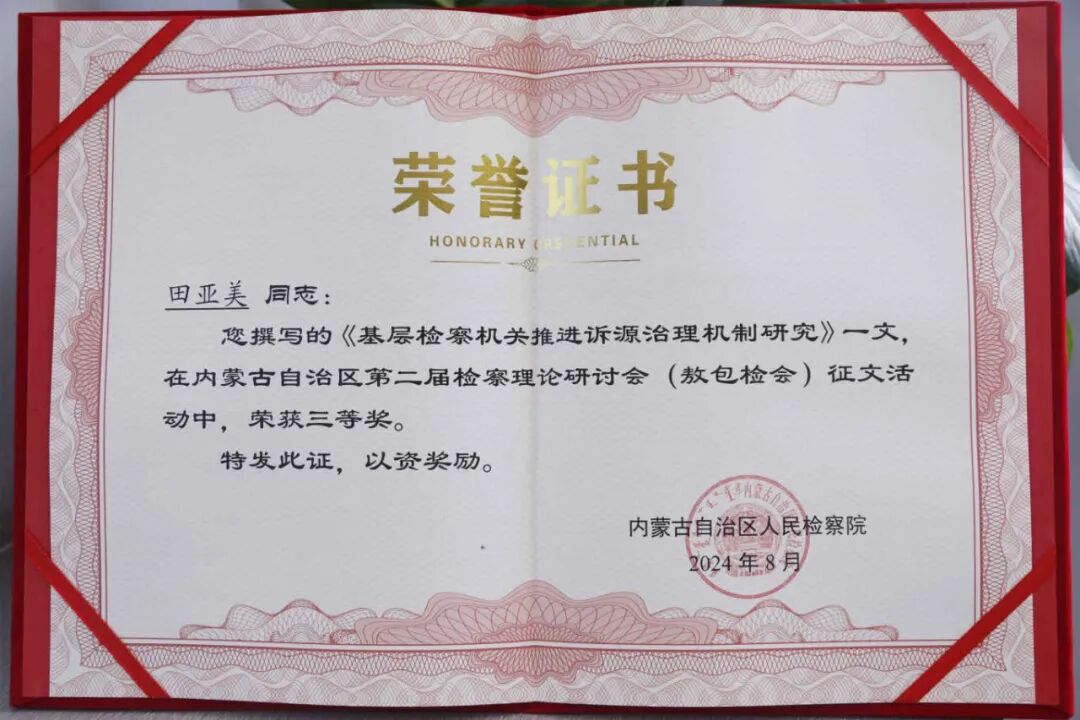 荣誉证书
HONORARY CREDENTIAL
田亚美 同志：
您撰写的《基层检察机关推进诉源治理机制研究》一文，
在内蒙古自治区第二届检察理论研讨会（敖包检会）征文活
动中，荣获三等奖。
特发此证，以资奖励。
内蒙古自治区人民检察院
2024 年 8 月